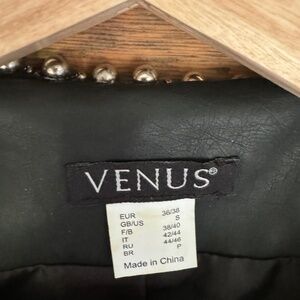 VENUS®
EUR 36/38
GB/US S
F/B 38/40
IT 42/44
RU 44/46
BR P
Made in China